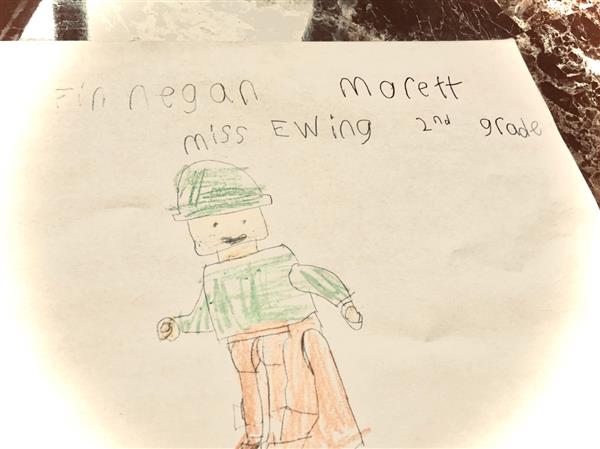 Finnegan Morett
miss EWing 2nd grade